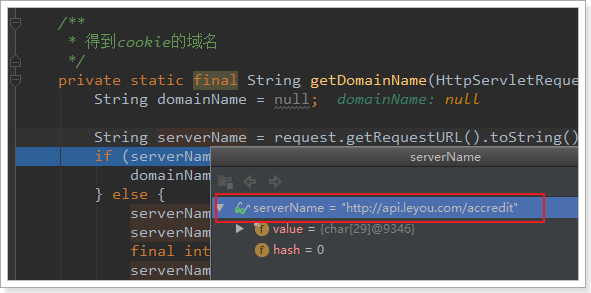 /**
* 得到cookie的域名
*/
private static final String getDomainName(HttpServletReque
String domainName = null; domainName: null
String serverName = request.getRequestURL().toString()
if (serverNam
serverName
domainNam
serverName = "http://api.leyou.com/accredit"
} else {
value = {char[29]@9346}
serverNam
hash = 0
serverNam
final int
serverNam